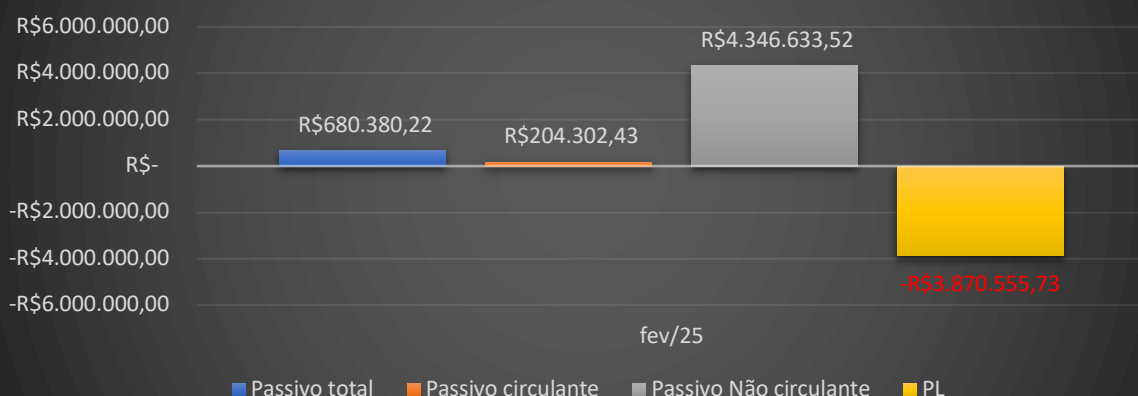 R$6.000.000,00
R$4.346.633,52
R$4.000.000,00
R$2.000.000,00
R$680.380,22
R$204.302,43
R$-
-R$2.000.000,00
-R$4.000.000,00
-R$3.870.555,73
-R$6.000.000,00
fev/25
Passivo total Passivo circulante Passivo Não circulante PL